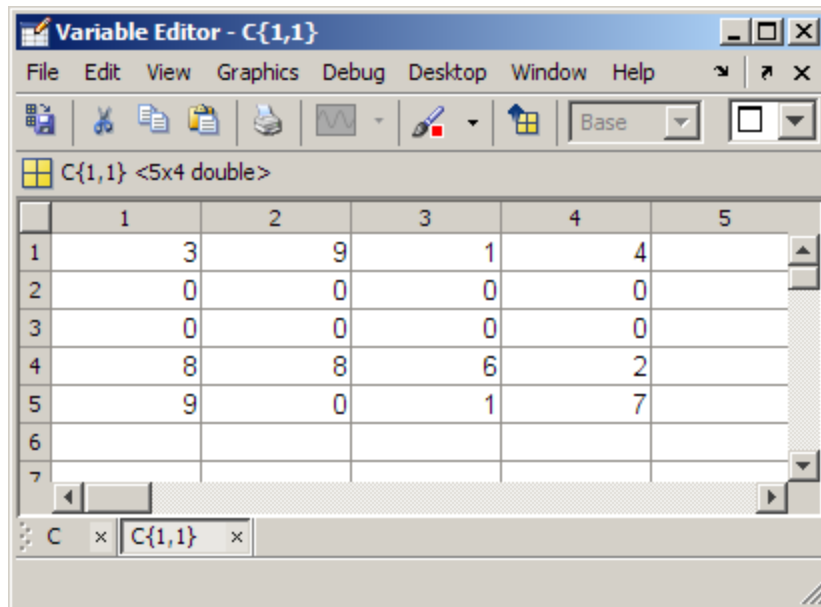 Variable Editor - C{1,1}
File Edit View Graphics Debug Desktop Window Help
Base
C{1,1} <5x4 double>
1 2 3 4 5
1 3 9 1 4
2 0 0 0 0
3 0 0 0 0
4 8 8 6 2
5 9 0 1 7
6
7
C C{1,1}